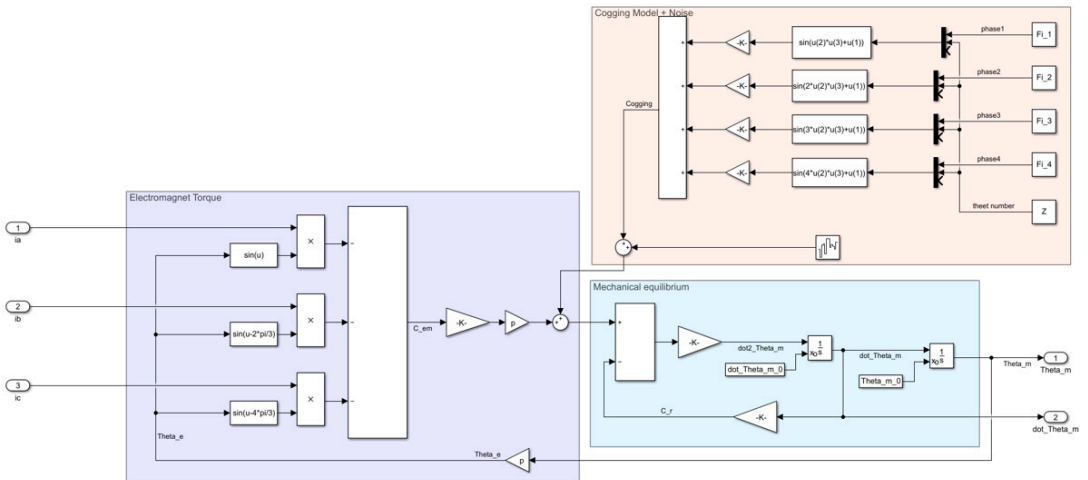 Cogging Model + Noise
-K-
sin(u(2)*u(3)+u(1))
phase1
Fi_1
-K-
sin(2*u(2)*u(3)+u(1))
phase2
Fi_2
Cogging
-K-
sin(3*u(2)*u(3)+u(1))
phase3
Fi_3
-K-
sin(4*u(2)*u(3)+u(1))
phase4
Fi_4
theet number
Z
Electromagnet Torque
1
ia
×
sin(u)
2
ib
×
sin(u-2*pi/3)
C_em
-K-
p
3
ic
×
sin(u-4*pi/3)
Theta_e
Theta_e
p
Mechanical equilibrium
-K-
dot2_Theta_m
dot_Theta_m_0
1
s
xo
dot_Theta_m
Theta_m_0
1
s
xo
Theta_m
1
Theta_m
C_r
-K-
2
dot_Theta_m